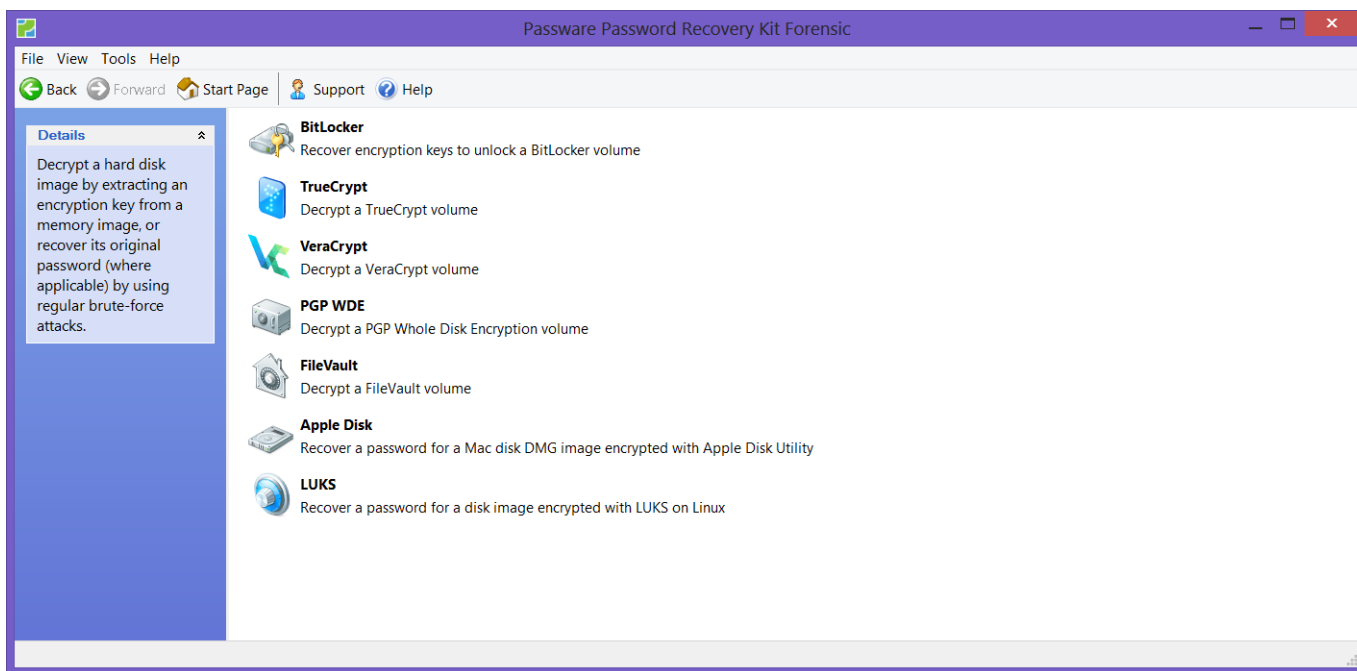 Passware Password Recovery Kit Forensic
File View Tools Help
Back Forward Start Page Support Help
Details
Decrypt a hard disk
image by extracting an
encryption key from a
memory image, or
recover its original
password (where
applicable) by using
regular brute-force
attacks.
BitLocker
Recover encryption keys to unlock a BitLocker volume
TrueCrypt
Decrypt a TrueCrypt volume
VeraCrypt
Decrypt a VeraCrypt volume
PGP WDE
Decrypt a PGP Whole Disk Encryption volume
FileVault
Decrypt a FileVault volume
Apple Disk
Recover a password for a Mac disk DMG image encrypted with Apple Disk Utility
LUKS
Recover a password for a disk image encrypted with LUKS on Linux